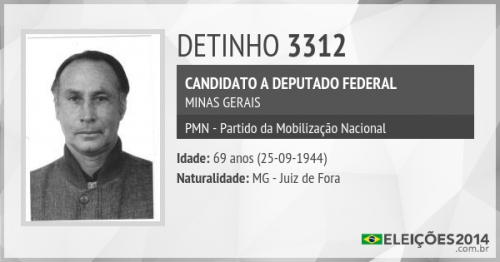 DETINHO 3312
CANDIDATO A DEPUTADO FEDERAL
MINAS GERAIS
PMN - Partido da Mobilização Nacional
Idade: 69 anos (25-09-1944)
Naturalidade: MG - Juiz de Fora
ELEIÇÕES2014
.com.br